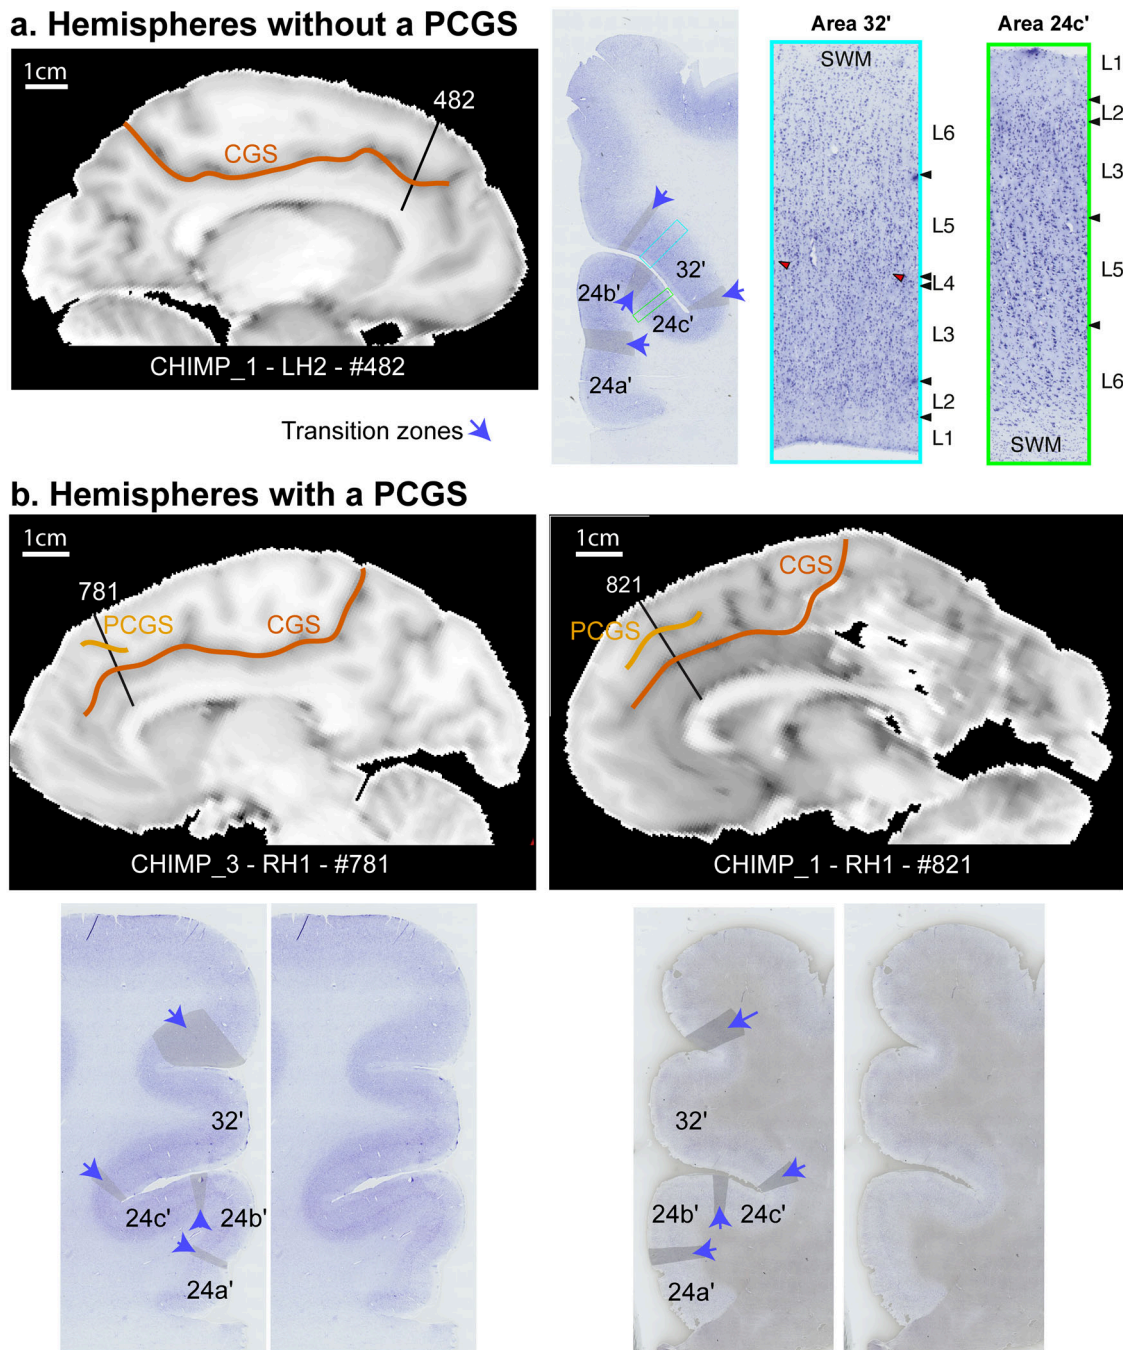 a. Hemispheres without a PCGS
1cm
482
CGS
CHIMP_1 - LH2 - #482
Transition zones
32'
24b'
24c'
24a'
Area 32'
SWM
L6
L5
L4
L3
L2
L1
Area 24c'
L1
L2
L3
L5
L6
SWM
b. Hemispheres with a PCGS
1cm
781
PCGS
CGS
CHIMP_3 - RH1 - #781
1cm
821
CGS
PCGS
CHIMP_1 - RH1 - #821
32'
24c'
24b'
24a'
32'
24b'
24c'
24a'